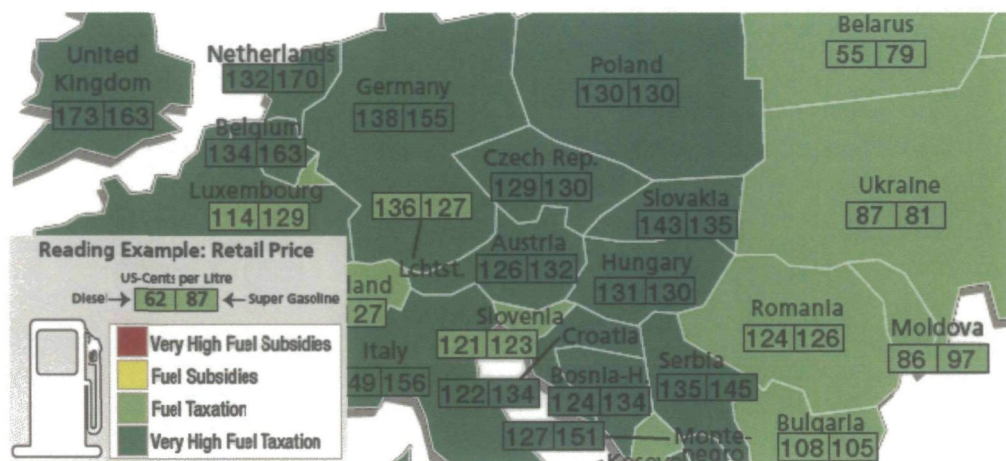 United
Kingdom
173 163
Netherlands
132 170
Germany
138 155
Poland
130 130
Belarus
55 79
Belgium
134 163
Luxembourg
114 129
136 127
Lchtst.
Czech Rep.
129 130
Slovakia
143 135
Ukraine
87 81
Austria
126 132
Hungary
131 130
Romania
124 126
Moldova
86 97
Reading Example: Retail Price
US-Cents per Litre
Diesel 62 87 Super Gasoline
Very High Fuel Subsidies
Fuel Subsidies
Fuel Taxation
Very High Fuel Taxation
land
27
Italy
49 156
Slovenia
121 123
Croatia
122 134
Bosnia-H.
124 134
Serbia
135 145
127 151
Monte-
negro
Bulgaria
108 105